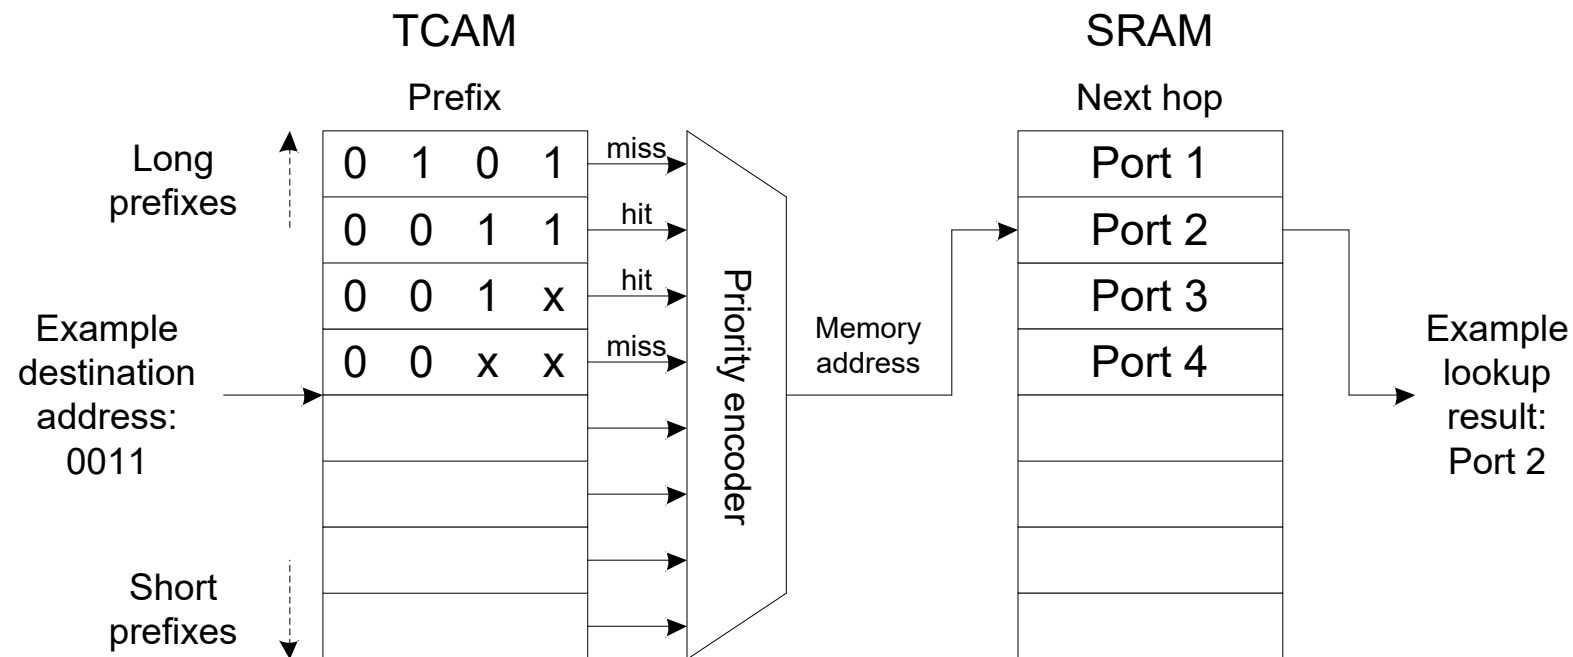 TCAM
SRAM
Prefix
Next hop
Long
prefixes
0 1 0 1
miss
Port 1
0 0 1 1
hit
Port 2
0 0 1 x
hit
Port 3
0 0 x x
miss
Port 4
Example
destination
address:
0011
Priority encoder
Memory
address
Example
lookup
result:
Port 2
Short
prefixes